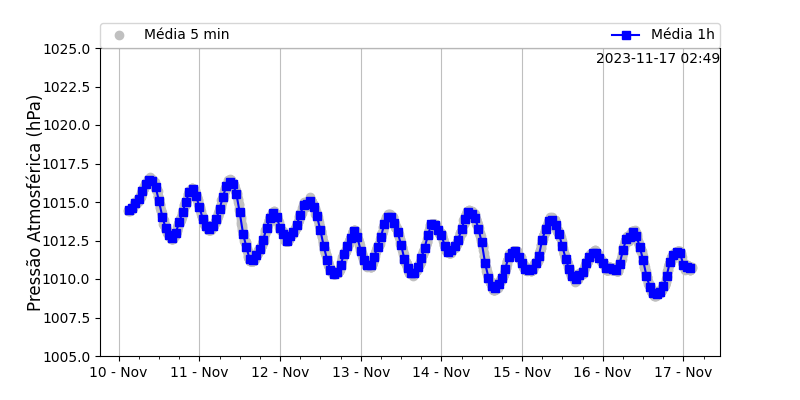 Média 5 min
Média 1h
2023-11-17 02:49
Pressão Atmosférica (hPa)
1025.0
1022.5
1020.0
1017.5
1015.0
1012.5
1010.0
1007.5
1005.0
10 - Nov
11 - Nov
12 - Nov
13 - Nov
14 - Nov
15 - Nov
16 - Nov
17 - Nov